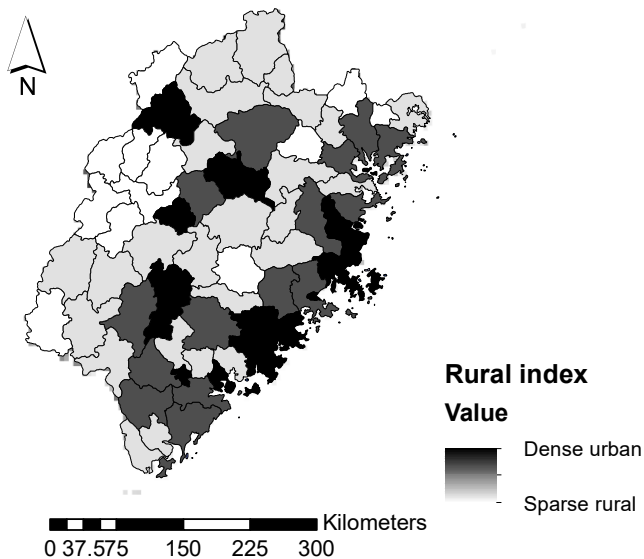 N
Rural index
Value
Dense urban
Sparse rural
Kilometers
0 37.575 150 225 300